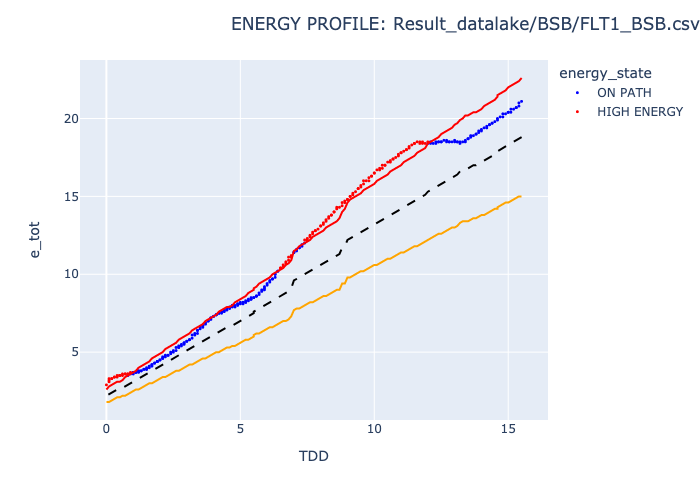 ENERGY PROFILE: Result_datalake/BSB/FLT1_BSB.csv
energy_state
ON PATH
HIGH ENERGY
20
15
10
5
e_tot
0
5
10
15
TDD